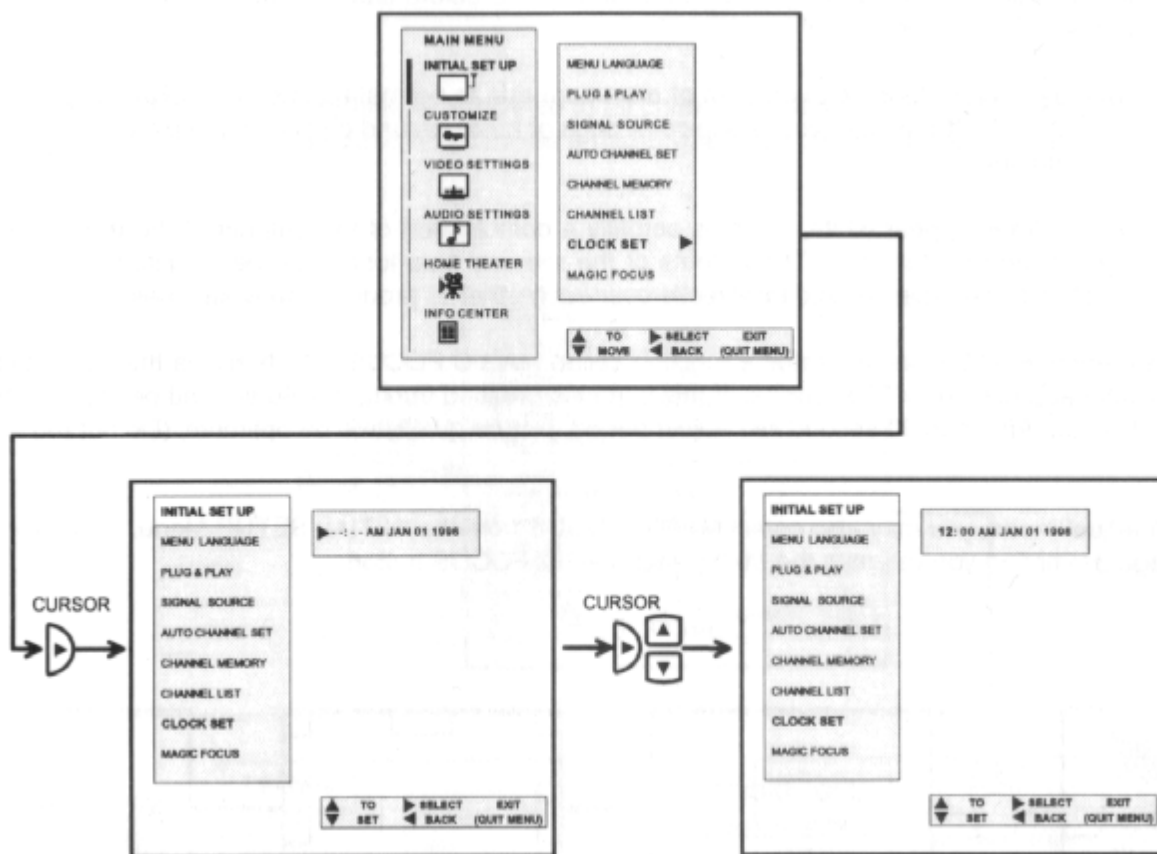 MAIN MENU
INITIAL SET UP
CUSTOMIZE
VIDEO SETTINGS
AUDIO SETTINGS
HOME THEATER
INFO CENTER
MENU LANGUAGE
PLUG & PLAY
SIGNAL SOURCE
AUTO CHANNEL SET
CHANNEL MEMORY
CHANNEL LIST
CLOCK SET
MAGIC FOCUS
TO SELECT EXIT
MOVE BACK (QUIT MENU)
CURSOR
INITIAL SET UP
MENU LANGUAGE
PLUG & PLAY
SIGNAL SOURCE
AUTO CHANNEL SET
CHANNEL MEMORY
CHANNEL LIST
CLOCK SET
MAGIC FOCUS
--:-- AM JAN 01
TO SELECT EXIT
SET BACK (QUIT MENU)
CURSOR
INITIAL SET UP
MENU LANGUAGE
PLUG & PLAY
SIGNAL SOURCE
AUTO CHANNEL SET
CHANNEL MEMORY
CHANNEL LIST
CLOCK SET
MAGIC FOCUS
12: 00 AM JAN 01
TO SELECT EXIT
SET BACK (QUIT MENU)